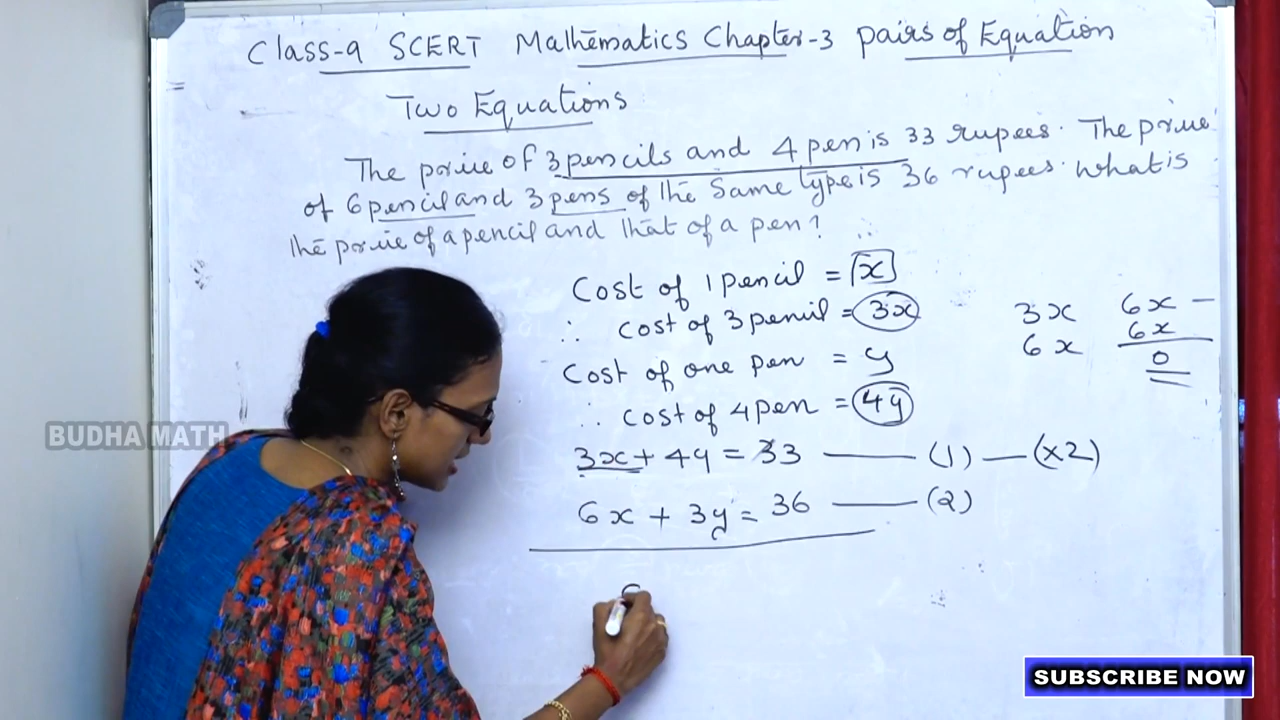 Class-9 SCERT Mathematics Chapter-3 pairs of Equation
Two Equations
The price of 3 pencils and 4 pen is 33 rupees. The price
of 6 pencil and 3 pens of the same type is 36 rupees. what is
the price of a pencil and that of a pen?
Cost of 1 pencil = x
∴ cost of 3 pencil = 3x
Cost of one pen = y
∴ cost of 4 pen = 4y
3x
6x
6x −
6x
0
3x + 4y = 33 —— (1) — (x2)
6x + 3y = 36 —— (2)
BUDHA MATH
SUBSCRIBE NOW